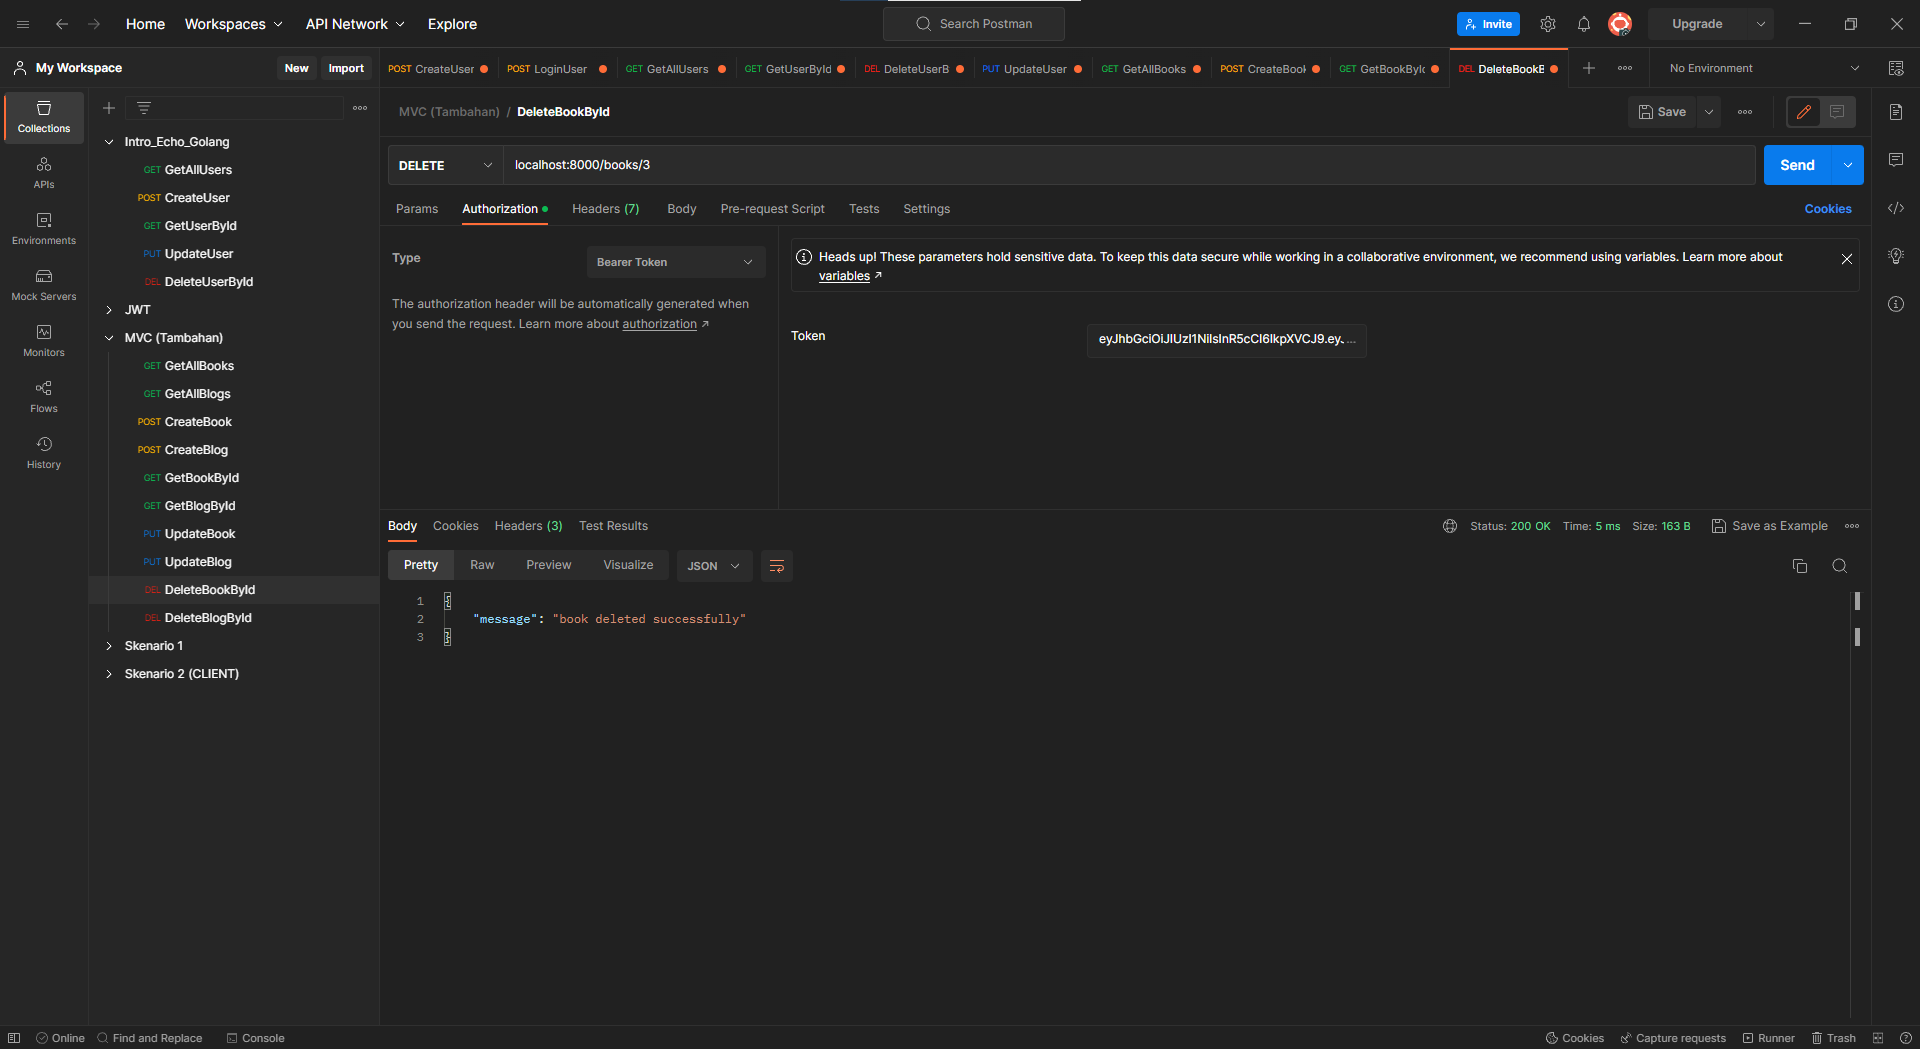 Home Workspaces API Network Explore Search Postman Invite Upgrade
My Workspace New Import
POST CreateUser POST LoginUser GET GetAllUsers GET GetUserById DEL DeleteUserB PUT UpdateUser GET GetAllBooks POST CreateBook GET GetBookById DEL DeleteBookB No Environment
Collections
APIs
Environments
Mock Servers
Monitors
Flows
History
Intro_Echo_Golang
GET GetAllUsers
POST CreateUser
GET GetUserById
PUT UpdateUser
DEL DeleteUserById
JWT
MVC (Tambahan)
GET GetAllBooks
GET GetAllBlogs
POST CreateBook
POST CreateBlog
GET GetBookById
GET GetBlogById
PUT UpdateBook
PUT UpdateBlog
DEL DeleteBookById
DEL DeleteBlogById
Skenario 1
Skenario 2 (CLIENT)
MVC (Tambahan) / DeleteBookById Save
DELETE localhost:8000/books/3 Send
Params Authorization Headers (7) Body Pre-request Script Tests Settings Cookies
Type Bearer Token
The authorization header will be automatically generated when
you send the request. Learn more about authorization ↗
Heads up! These parameters hold sensitive data. To keep this data secure while working in a collaborative environment, we recommend using variables. Learn more about
variables ↗
Token eyJhbGciOiJIUzI1NiIsInR5cCI6IkpXVCJ9.ey. ...
Body Cookies Headers (3) Test Results Status: 200 OK Time: 5 ms Size: 163 B Save as Example
Pretty Raw Preview Visualize JSON
1 {
2 "message": "book deleted successfully"
3 }
Online Find and Replace Console Cookies Capture requests Runner Trash